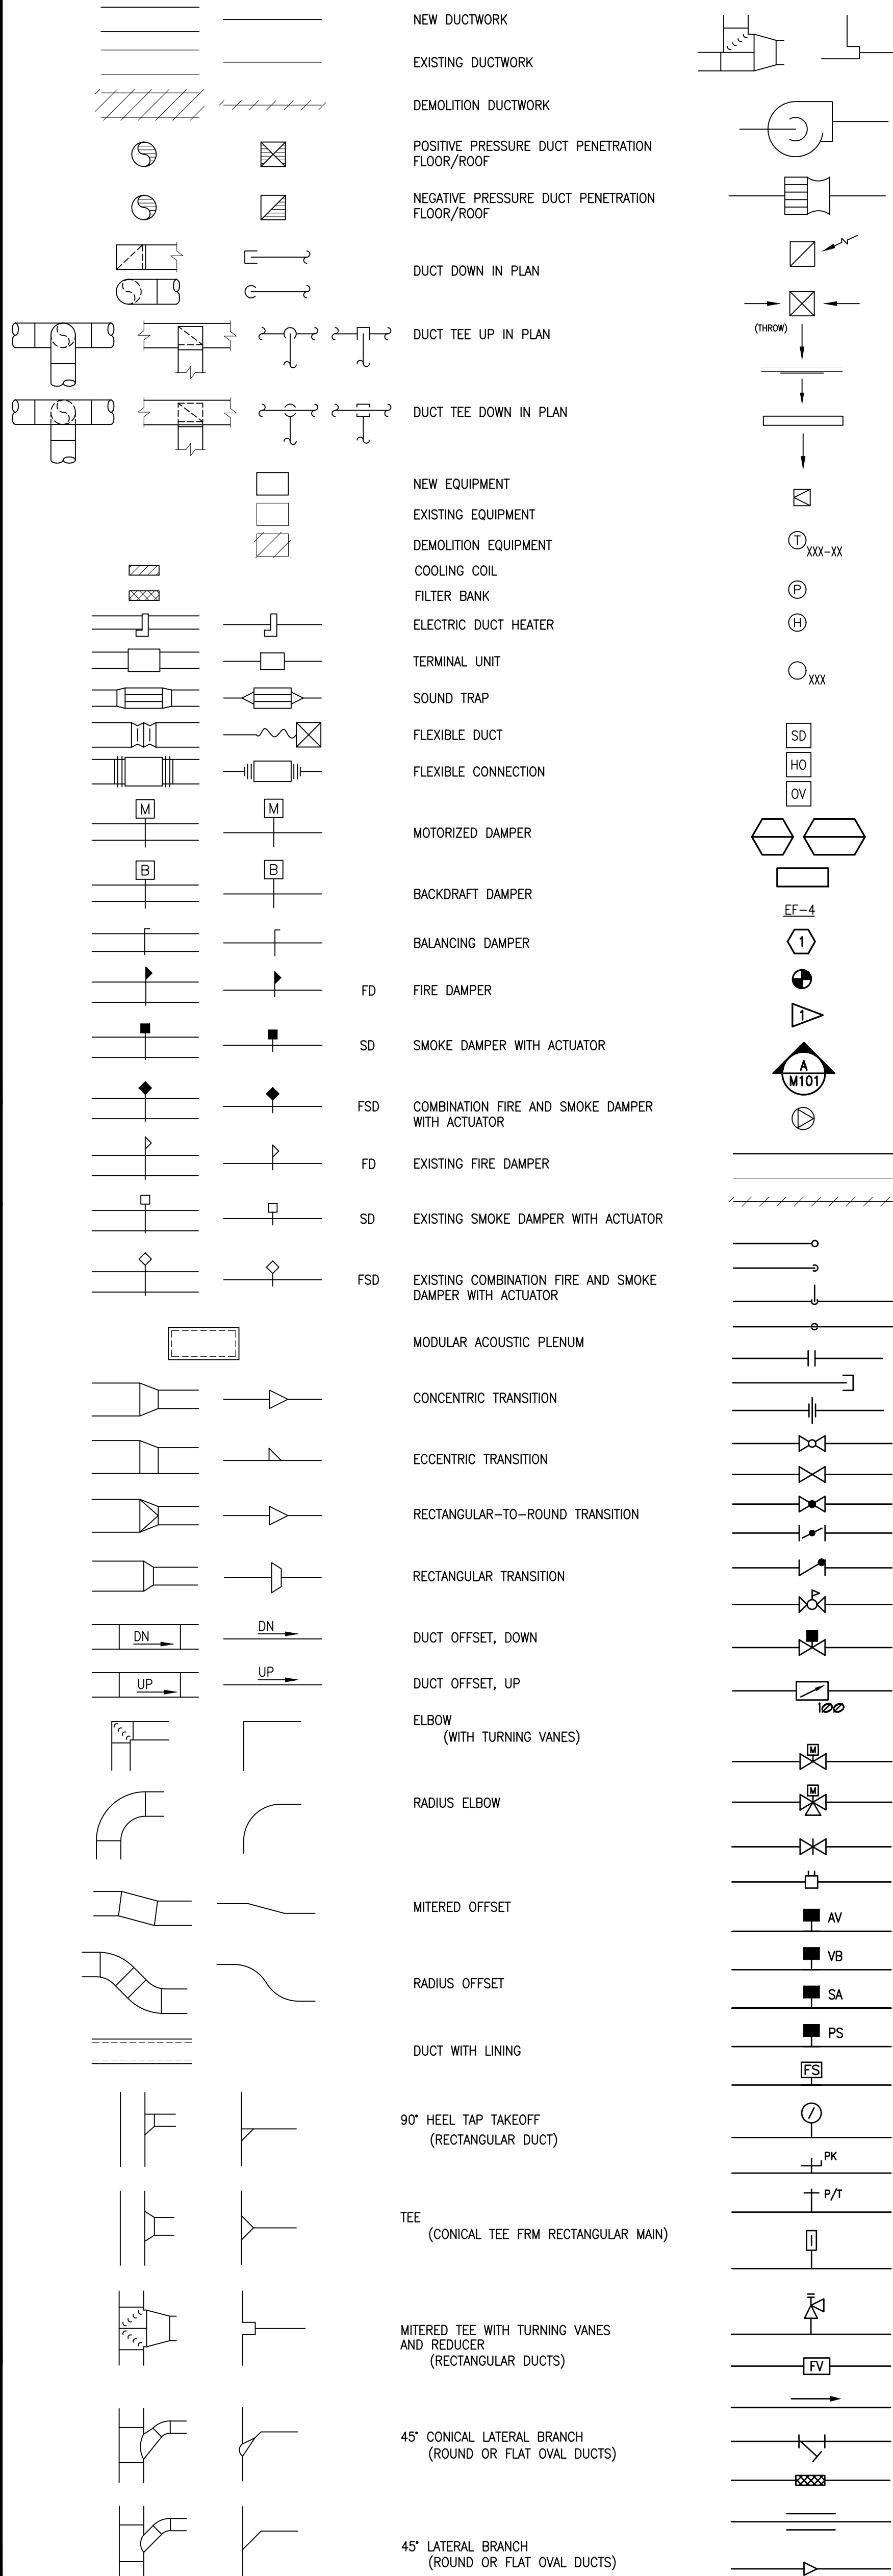 NEW DUCTWORK
EXISTING DUCTWORK
DEMOLITION DUCTWORK
POSITIVE PRESSURE DUCT PENETRATION
FLOOR/ROOF
NEGATIVE PRESSURE DUCT PENETRATION
FLOOR/ROOF
DUCT DOWN IN PLAN
(THROW)
DUCT TEE UP IN PLAN
DUCT TEE DOWN IN PLAN
NEW EQUIPMENT
EXISTING EQUIPMENT
DEMOLITION EQUIPMENT
T
XXX-XX
COOLING COIL
FILTER BANK
P
ELECTRIC DUCT HEATER
H
TERMINAL UNIT
XXX
SOUND TRAP
FLEXIBLE DUCT
SD
FLEXIBLE CONNECTION
HO
OV
M M
MOTORIZED DAMPER
B B
BACKDRAFT DAMPER
EF-4
BALANCING DAMPER
1
FD FIRE DAMPER
1
SD SMOKE DAMPER WITH ACTUATOR
A
M101
FSD COMBINATION FIRE AND SMOKE DAMPER
WITH ACTUATOR
FD EXISTING FIRE DAMPER
SD EXISTING SMOKE DAMPER WITH ACTUATOR
FSD EXISTING COMBINATION FIRE AND SMOKE
DAMPER WITH ACTUATOR
MODULAR ACOUSTIC PLENUM
CONCENTRIC TRANSITION
ECCENTRIC TRANSITION
RECTANGULAR-TO-ROUND TRANSITION
RECTANGULAR TRANSITION
DN DN
DUCT OFFSET, DOWN
UP UP
DUCT OFFSET, UP
100
ELBOW
(WITH TURNING VANES)
M
RADIUS ELBOW
M
MITERED OFFSET
AV
VB
RADIUS OFFSET
SA
PS
DUCT WITH LINING
FS
90° HEEL TAP TAKEOFF
(RECTANGULAR DUCT)
PK
P/T
TEE
(CONICAL TEE FRM RECTANGULAR MAIN)
MITERED TEE WITH TURNING VANES
AND REDUCER
(RECTANGULAR DUCTS)
FV
45° CONICAL LATERAL BRANCH
(ROUND OR FLAT OVAL DUCTS)
45° LATERAL BRANCH
(ROUND OR FLAT OVAL DUCTS)